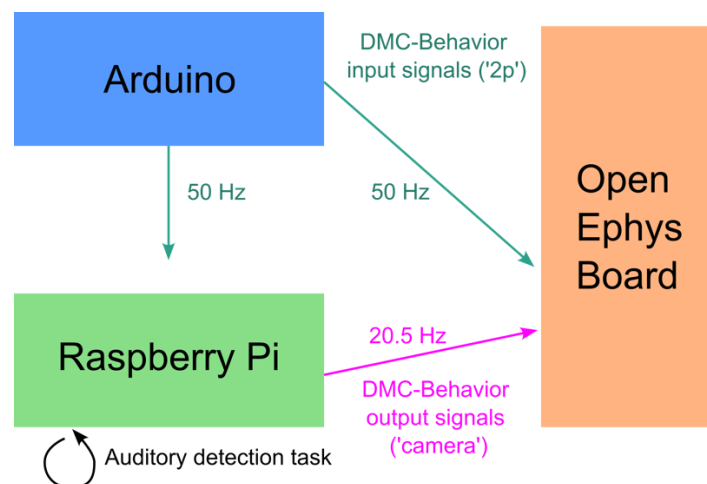 Arduino
DMC-Behavior
input signals ('2p')
50 Hz
50 Hz
Open
Ephys
Board
Raspberry Pi
20.5 Hz
DMC-Behavior
output signals
('camera')
Auditory detection task